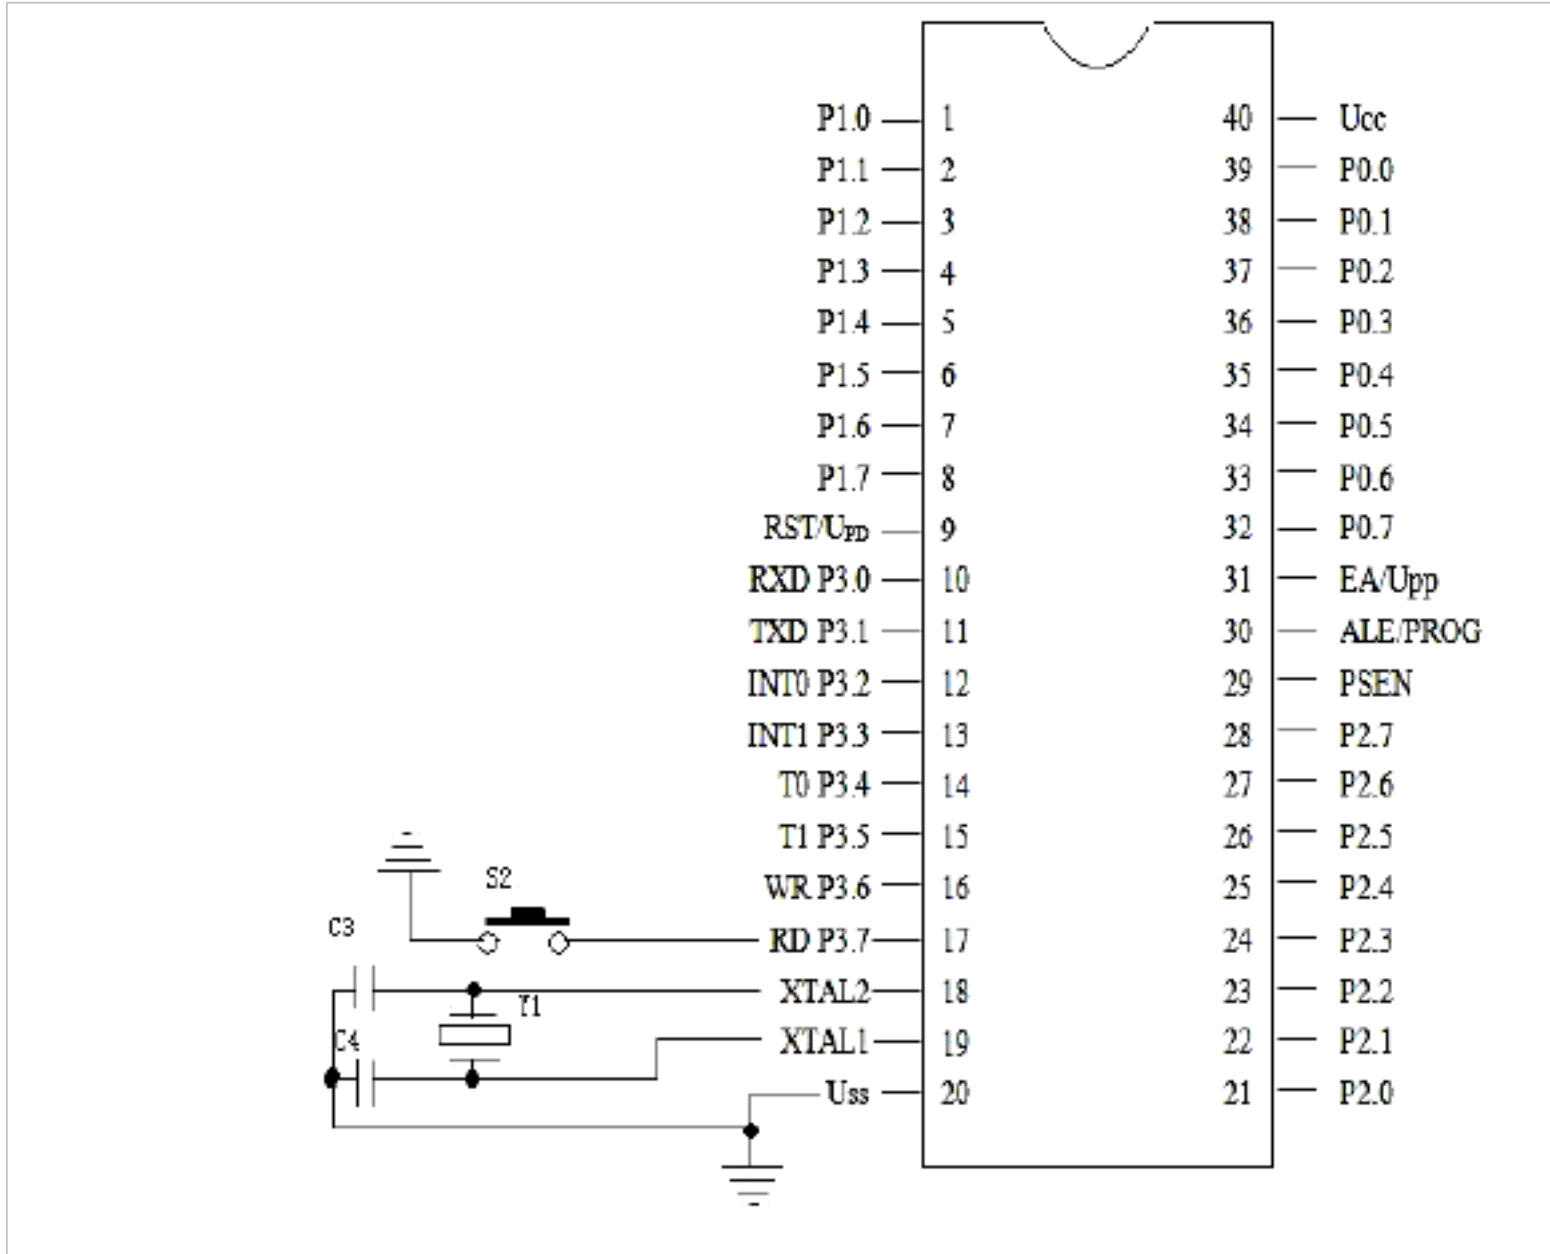 P1.0 1 40 Ucc
P1.1 2 39 P0.0
P1.2 3 38 P0.1
P1.3 4 37 P0.2
P1.4 5 36 P0.3
P1.5 6 35 P0.4
P1.6 7 34 P0.5
P1.7 8 33 P0.6
RST/UPD 9 32 P0.7
RXD P3.0 10 31 EA/Upp
TXD P3.1 11 30 ALE/PROG
INT0 P3.2 12 29 PSEN
INT1 P3.3 13 28 P2.7
T0 P3.4 14 27 P2.6
T1 P3.5 15 26 P2.5
S2 WR P3.6 16 25 P2.4
C3 RD P3.7 17 24 P2.3
XTAL2 18 23 P2.2
Y1
C4 XTAL1 19 22 P2.1
Uss 20 21 P2.0